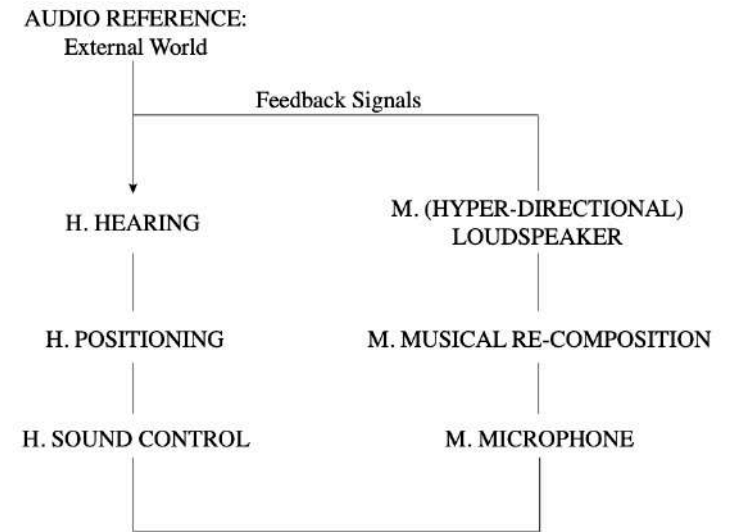 AUDIO REFERENCE:
External World
Feedback Signals
H. HEARING
M. (HYPER-DIRECTIONAL)
LOUDSPEAKER
H. POSITIONING
M. MUSICAL RE-COMPOSITION
H. SOUND CONTROL
M. MICROPHONE